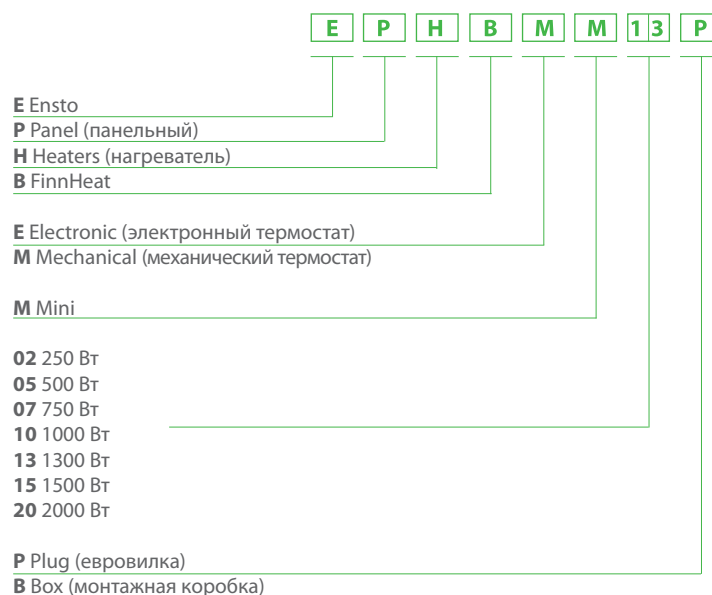 E P H B M M 1 3 P
E Ensto
P Panel (панельный)
H Heaters (нагреватель)
B FinnHeat
E Electronic (электронный термостат)
M Mechanical (механический термостат)
M Mini
02 250 Вт
05 500 Вт
07 750 Вт
10 1000 Вт
13 1300 Вт
15 1500 Вт
20 2000 Вт
P Plug (евровилка)
B Box (монтажная коробка)